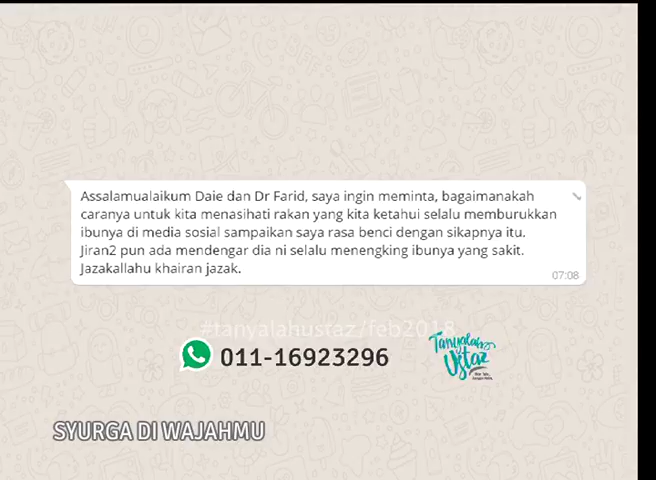 Assalamualaikum Daie dan Dr Farid, saya ingin meminta, bagaimanakah
caranya untuk kita menasihati rakan yang kita ketahui selalu memburukkan
ibunya di media sosial sampaikan saya rasa benci dengan sikapnya itu.
Jiran2 pun ada mendengar dia ni selalu menengking ibunya yang sakit.
Jazakallahu khairan jazak.
07:08
#tanyalahustaz/feb2018
011-16923296
Tanyalah
Ustaz
SYURGA DI WAJAHMU